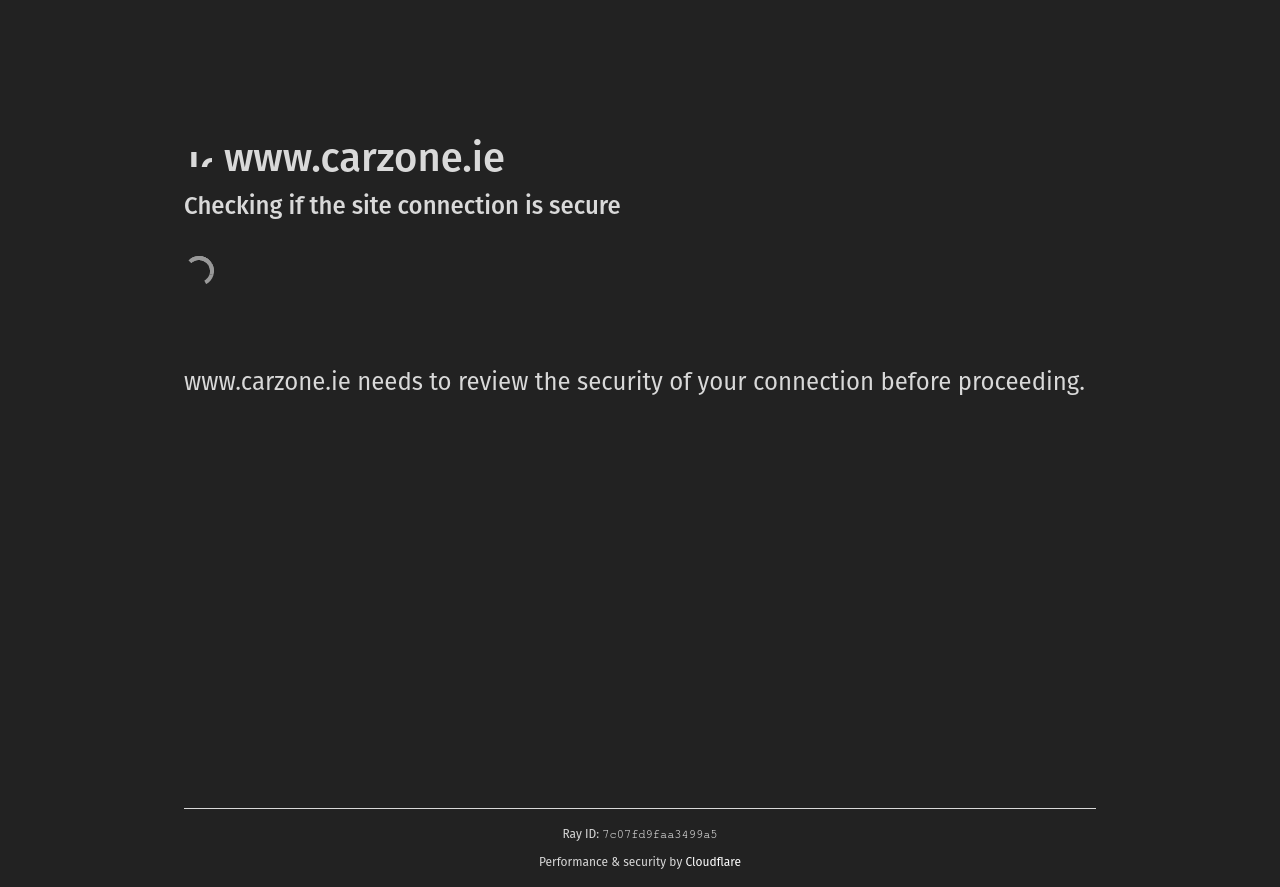 www.carzone.ie
Checking if the site connection is secure
www.carzone.ie needs to review the security of your connection before proceeding.
Ray ID: 7c07fd9faa3499a5
Performance & security by Cloudflare